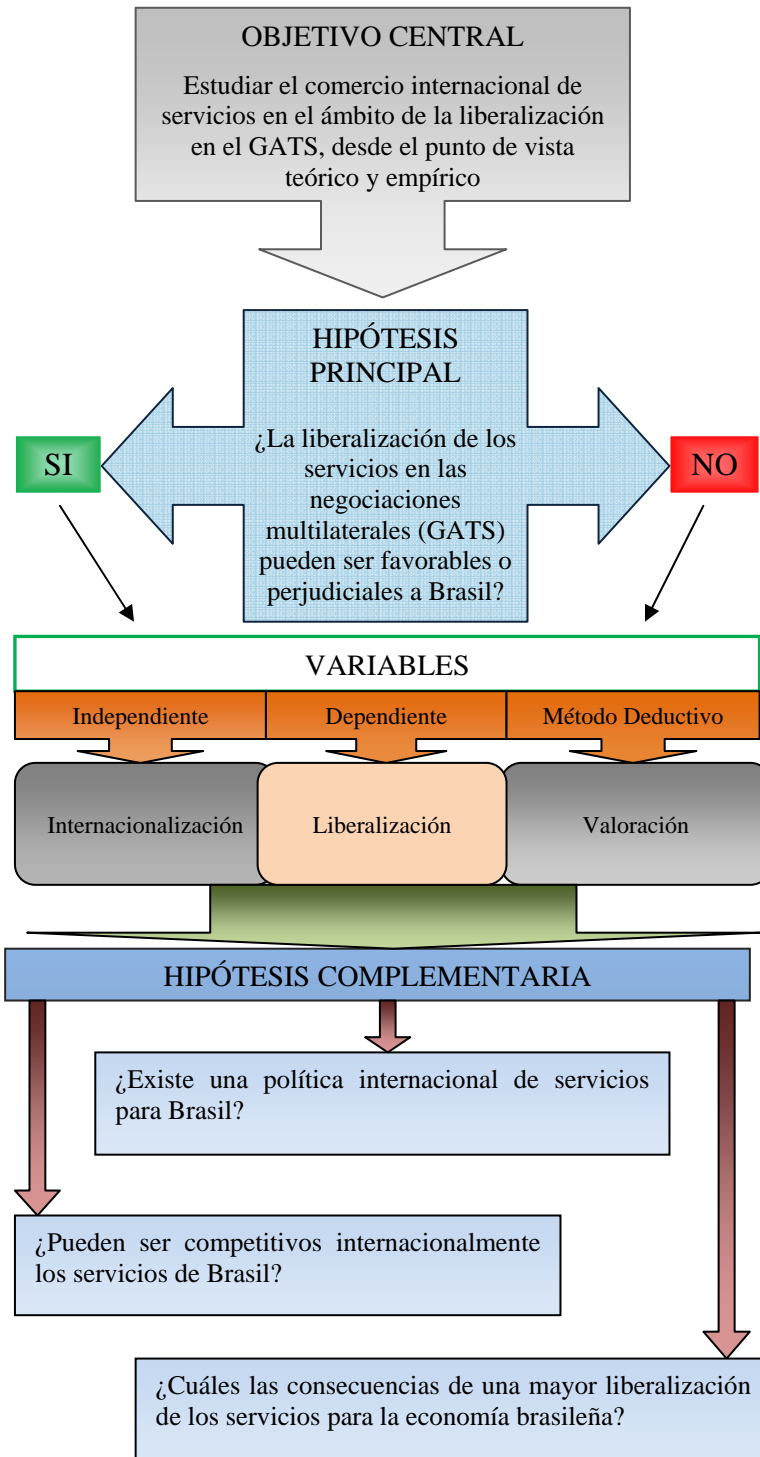 OBJETIVO CENTRAL
Estudiar el comercio internacional de
servicios en el ámbito de la liberalización
en el GATS, desde el punto de vista
teórico y empírico
HIPÓTESIS
PRINCIPAL
¿La liberalización de los
servicios en las
negociaciones
multilaterales (GATS)
pueden ser favorables o
perjudiciales a Brasil?
SI
NO
VARIABLES
Independiente
Dependiente
Método Deductivo
Internacionalización
Liberalización
Valoración
HIPÓTESIS COMPLEMENTARIA
¿Existe una política internacional de servicios
para Brasil?
¿Pueden ser competitivos internacionalmente
los servicios de Brasil?
¿Cuáles las consecuencias de una mayor liberalización
de los servicios para la economía brasileña?